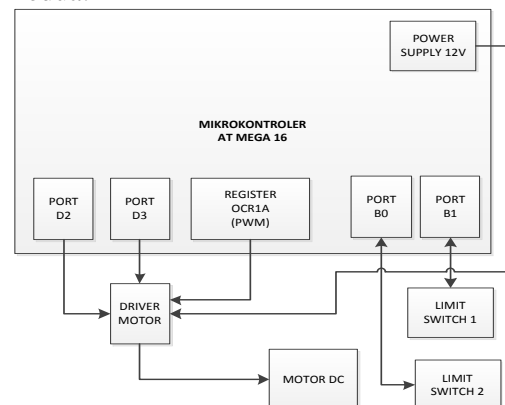 POWER
SUPPLY 12V
MIKROKONTROLER
AT MEGA 16
PORT
D2
PORT
D3
REGISTER
OCR1A
(PWM)
PORT
B0
PORT
B1
DRIVER
MOTOR
LIMIT
SWITCH 1
MOTOR DC
LIMIT
SWITCH 2